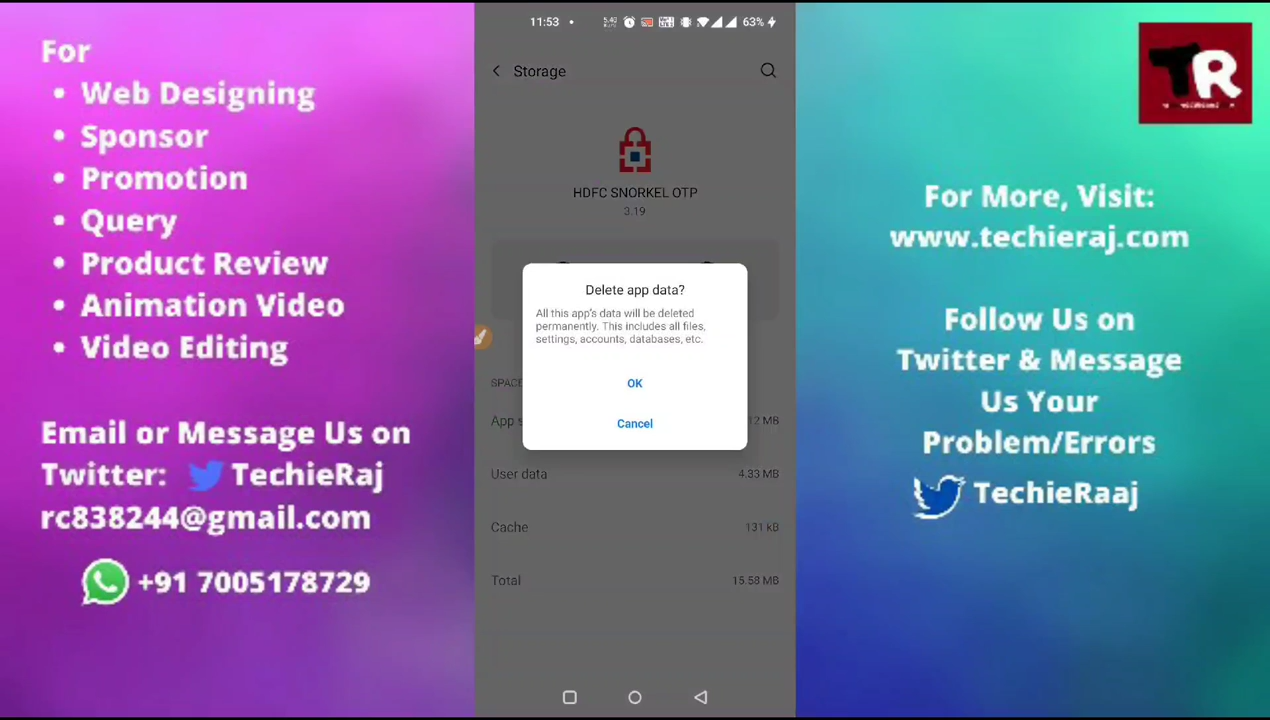 For
• Web Designing
• Sponsor
• Promotion
• Query
• Product Review
• Animation Video
• Video Editing
Email or Message Us on
Twitter: TechieRaj
rc838244@gmail.com
+91 7005178729
11:53 • 63%
Storage
HDFC SNORKEL OTP
3.19
Delete app data?
All this app's data will be deleted
permanently. This includes all files,
settings, accounts, databases, etc.
OK
Cancel
SPACE
App s 12 MB
User data 4.33 MB
Cache 131 kB
Total 15.58 MB
TR
For More, Visit:
www.techieraj.com
Follow Us on
Twitter & Message
Us Your
Problem/Errors
TechieRaaj